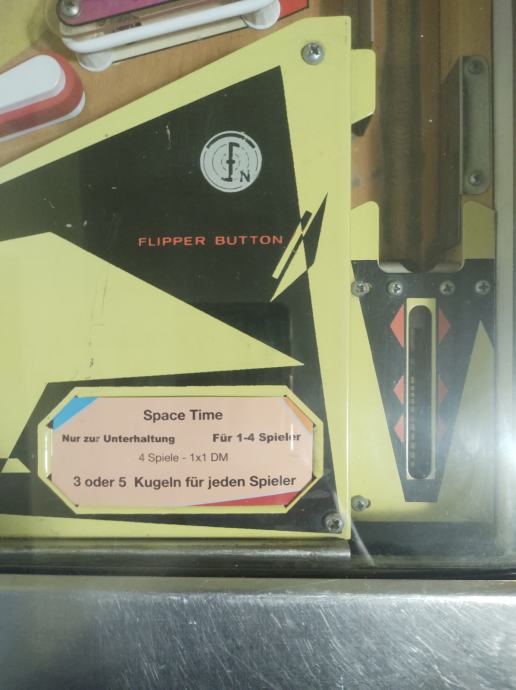 f N
FLIPPER BUTTON
Space Time
Nur zur Unterhaltung Für 1-4 Spieler
4 Spiele - 1x1 DM
3 oder 5 Kugeln für jeden Spieler